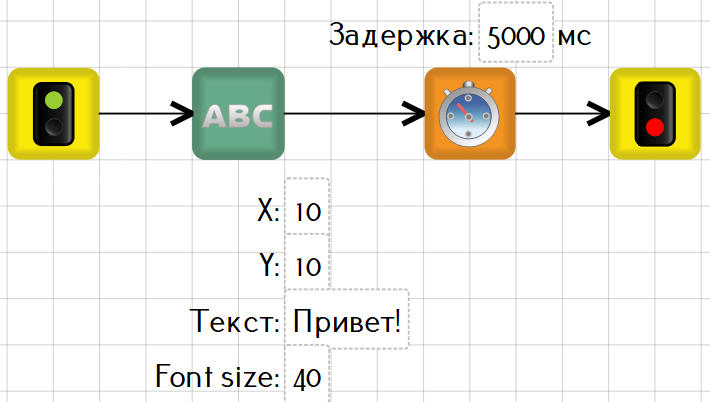 Задержка: 5000 мс
ABC
X: 10
Y: 10
Текст: Привет!
Font size: 40